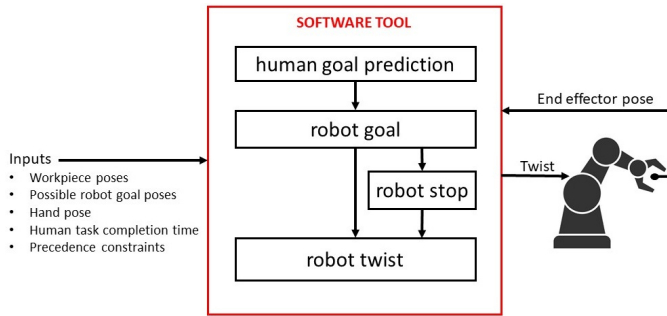 SOFTWARE TOOL
human goal prediction
robot goal
robot stop
robot twist
Inputs
• Workpiece poses
• Possible robot goal poses
• Hand pose
• Human task completion time
• Precedence constraints
End effector pose
Twist